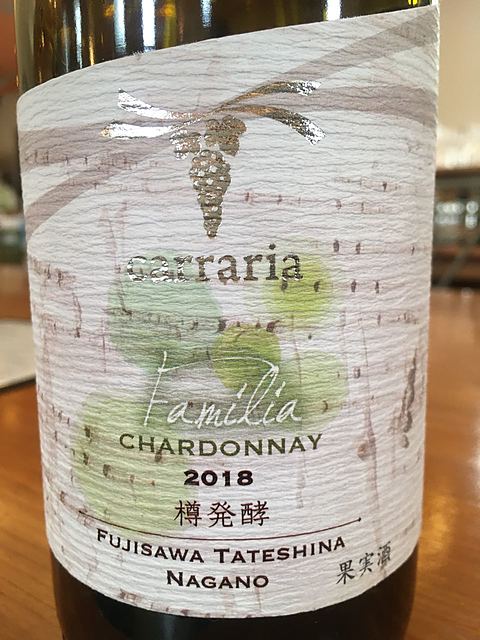 carraria
Familia
CHARDONNAY
2018
樽発酵
FUJISAWA TATESHINA
NAGANO
果実酒